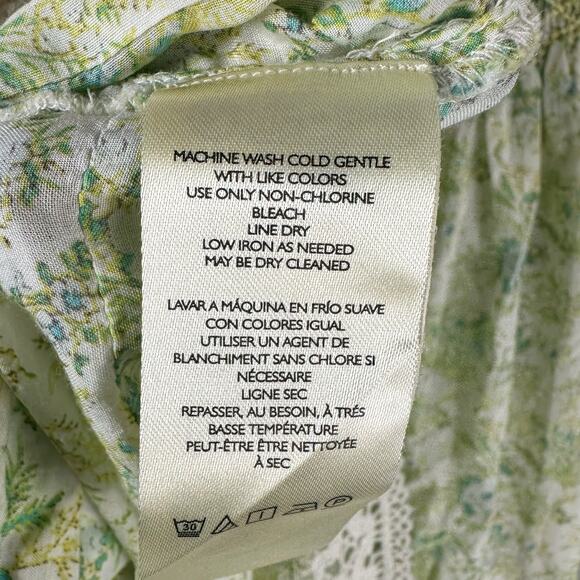 MACHINE WASH COLD GENTLE
WITH LIKE COLORS
USE ONLY NON-CHLORINE
BLEACH
LINE DRY
LOW IRON AS NEEDED
MAY BE DRY CLEANED
LAVAR A MÁQUINA EN FRÍO SUAVE
CON COLORES IGUAL
UTILISER UN AGENT DE
BLANCHIMENT SANS CHLORE SI
NÉCESSAIRE
LIGNE SEC
REPASSER, AU BESOIN, À TRÉS
BASSE TEMPÉRATURE
PEUT-ÊTRE ÊTRE NETTOYÉE
À SEC
30